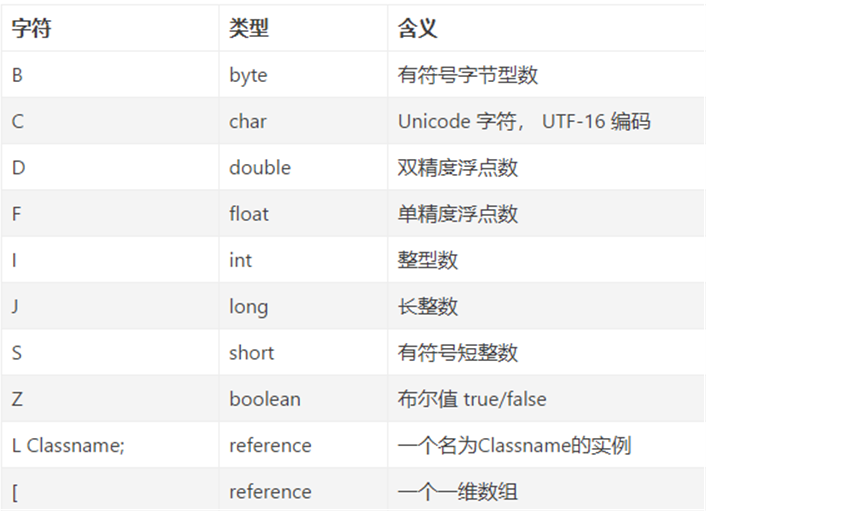 字符 类型 含义
B byte 有符号字节型数
C char Unicode 字符， UTF-16 编码
D double 双精度浮点数
F float 单精度浮点数
I int 整型数
J long 长整数
S short 有符号短整数
Z boolean 布尔值 true/false
L Classname; reference 一个名为Classname的实例
[ reference 一个一维数组